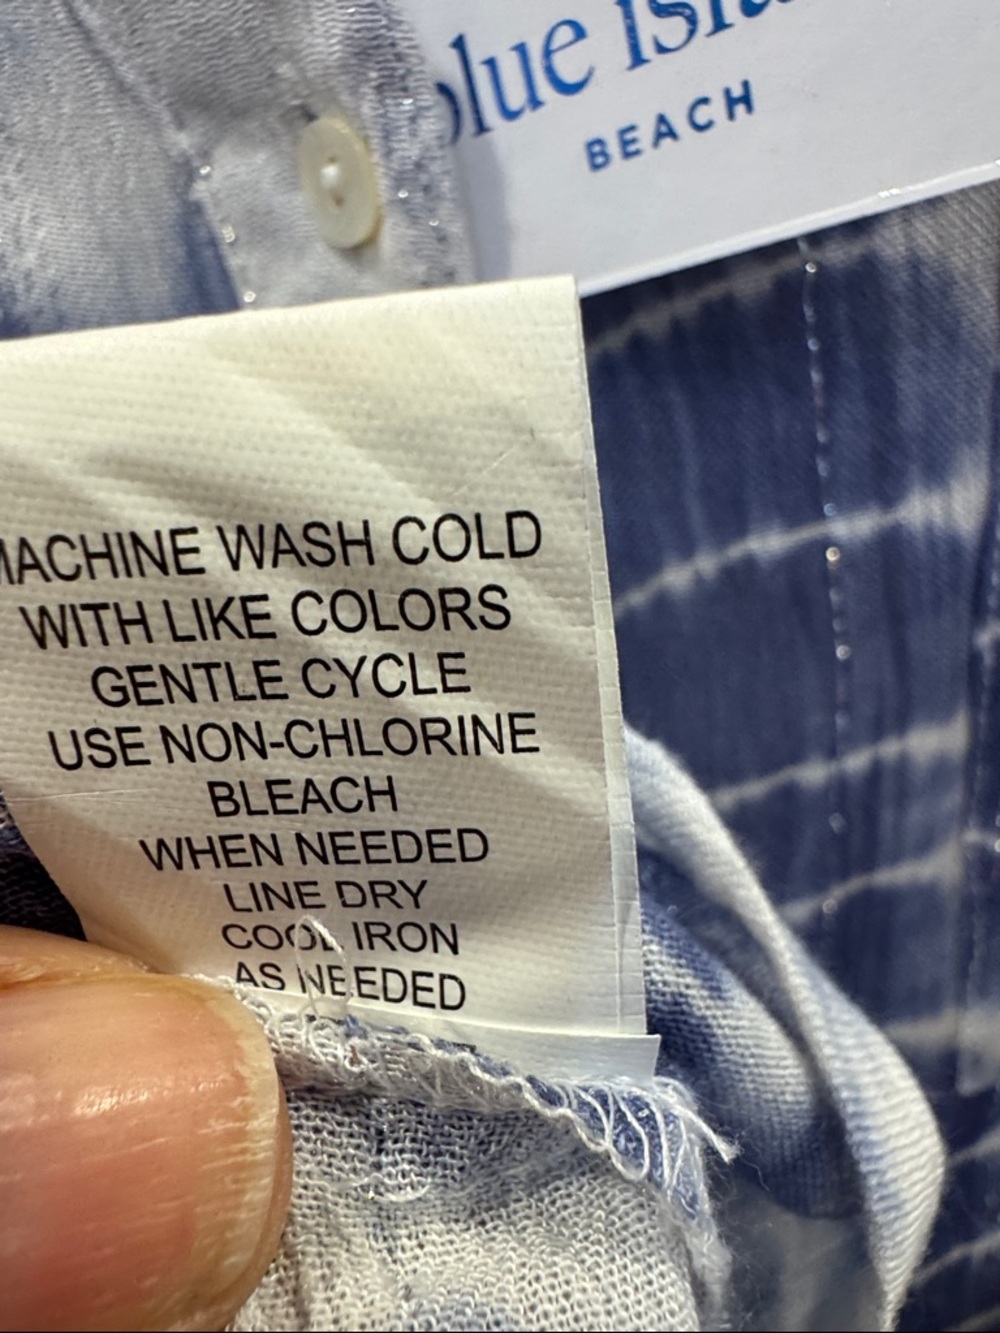 lue Isla
BEACH
MACHINE WASH COLD
WITH LIKE COLORS
GENTLE CYCLE
USE NON-CHLORINE
BLEACH
WHEN NEEDED
LINE DRY
COOL IRON
AS NEEDED